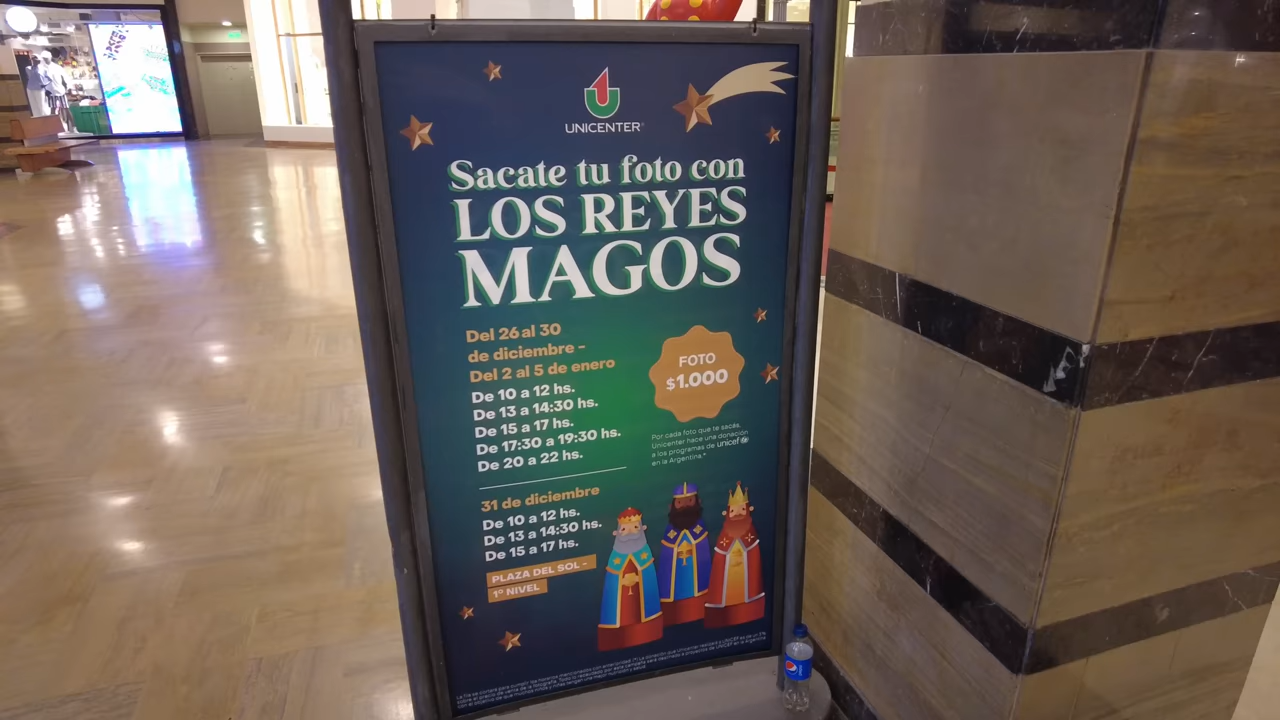 UNICENTER
Sacate tu foto con
LOS REYES
MAGOS
Del 26 al 30
de diciembre -
Del 2 al 5 de enero
De 10 a 12 hs.
De 13 a 14:30 hs.
De 15 a 17 hs.
De 17:30 a 19:30 hs.
De 20 a 22 hs.
FOTO
$1.000
Por cada foto que te sacás,
Unicenter hace una donación
a los programas de unicef
en la Argentina.*
31 de diciembre
De 10 a 12 hs.
De 13 a 14:30 hs.
De 15 a 17 hs.
PLAZA DEL SOL -
1º NIVEL
pepsi